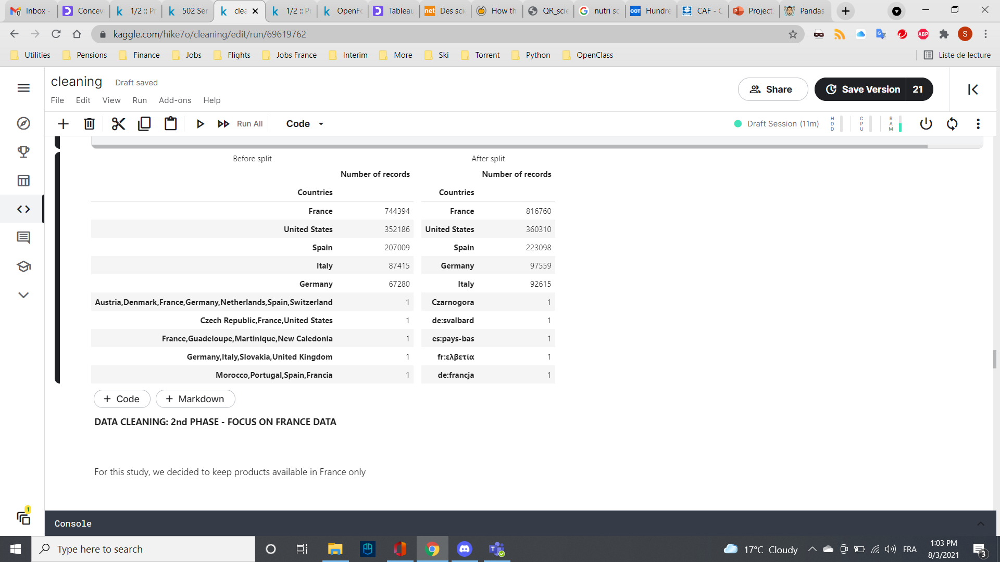 Inbox -
Concev
1/2 :: Pr
502 Ser
clea
1/2 :: Pr
OpenFo
Tableau
net Des scie
How th
QR_scie
nutri sc
OOT Hundre
CAF - C
Project
Pandas
kaggle.com/hike7o/cleaning/edit/run/69619762
ABP
S
Utilities
Pensions
Finance
Jobs
Flights
Jobs France
Interim
More
Ski
Torrent
Python
OpenClass
Liste de lecture
cleaning Draft saved
File Edit View Run Add-ons Help
Share
Save Version 21
Run All
Code
Draft Session (11m)
HDD
CPU
RAM
Before split
Number of records
Countries
France 744394
United States 352186
Spain 207009
Italy 87415
Germany 67280
Austria,Denmark,France,Germany,Netherlands,Spain,Switzerland 1
Czech Republic,France,United States 1
France,Guadeloupe,Martinique,New Caledonia 1
Germany,Italy,Slovakia,United Kingdom 1
Morocco,Portugal,Spain,Francia 1
After split
Number of records
Countries
France 816760
United States 360310
Spain 223098
Germany 97559
Italy 92615
Czarnogora 1
de:svalbard 1
es:pays-bas 1
fr:ελβετία 1
de:francja 1
+ Code
+ Markdown
DATA CLEANING: 2nd PHASE - FOCUS ON FRANCE DATA
For this study, we decided to keep products available in France only
1
Console
Type here to search
17°C Cloudy
FRA
1:03 PM
8/3/2021
3